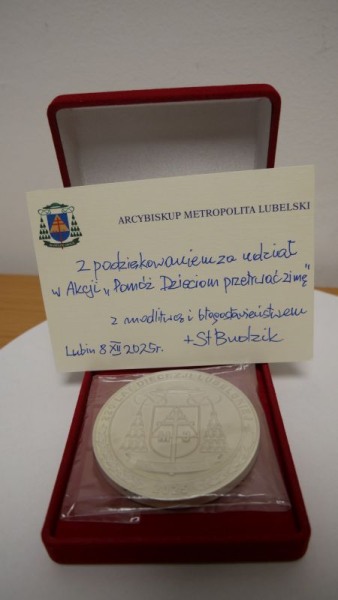 ARCYBISKUP METROPOLITA LUBELSKI
z podziękowaniem za udział
w Akcji „Pomóż Dzieciom przetrwać zimę"
z modlitwą i błogosławieństwem
Lublin 8 XII 2025r. + St Budzik